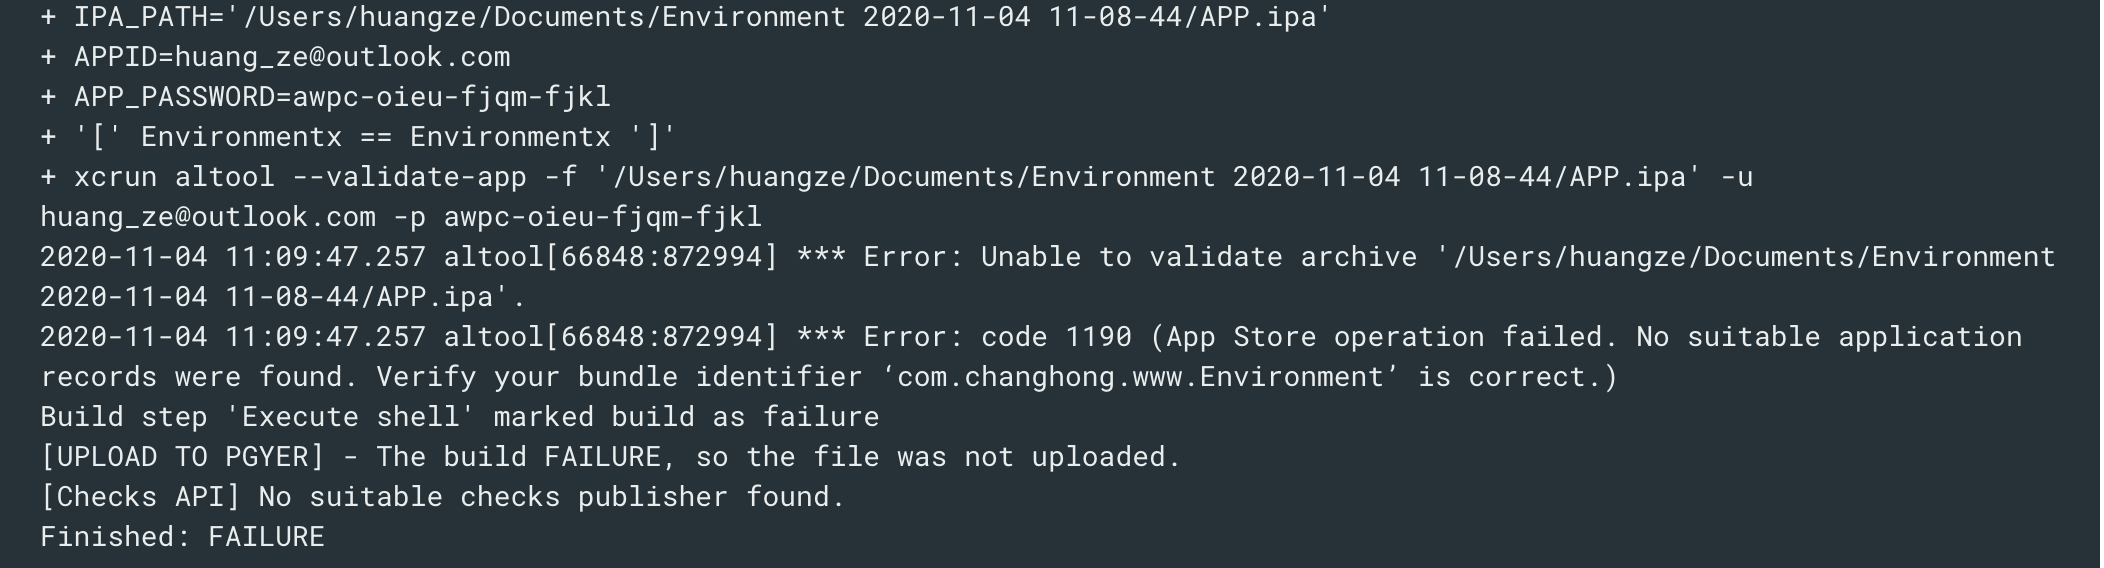 + IPA_PATH='/Users/huangze/Documents/Environment 2020-11-04 11-08-44/APP.ipa'
+ APPID=huang_ze@outlook.com
+ APP_PASSWORD=awpc-oieu-fjqm-fjkl
+ '[' Environmentx == Environmentx ']'
+ xcrun altool --validate-app -f '/Users/huangze/Documents/Environment 2020-11-04 11-08-44/APP.ipa' -u
huang_ze@outlook.com -p awpc-oieu-fjqm-fjkl
2020-11-04 11:09:47.257 altool[66848:872994] *** Error: Unable to validate archive '/Users/huangze/Documents/Environment
2020-11-04 11-08-44/APP.ipa'.
2020-11-04 11:09:47.257 altool[66848:872994] *** Error: code 1190 (App Store operation failed. No suitable application
records were found. Verify your bundle identifier ‘com.changhong.www.Environment’ is correct.)
Build step 'Execute shell' marked build as failure
[UPLOAD TO PGYER] - The build FAILURE, so the file was not uploaded.
[Checks API] No suitable checks publisher found.
Finished: FAILURE